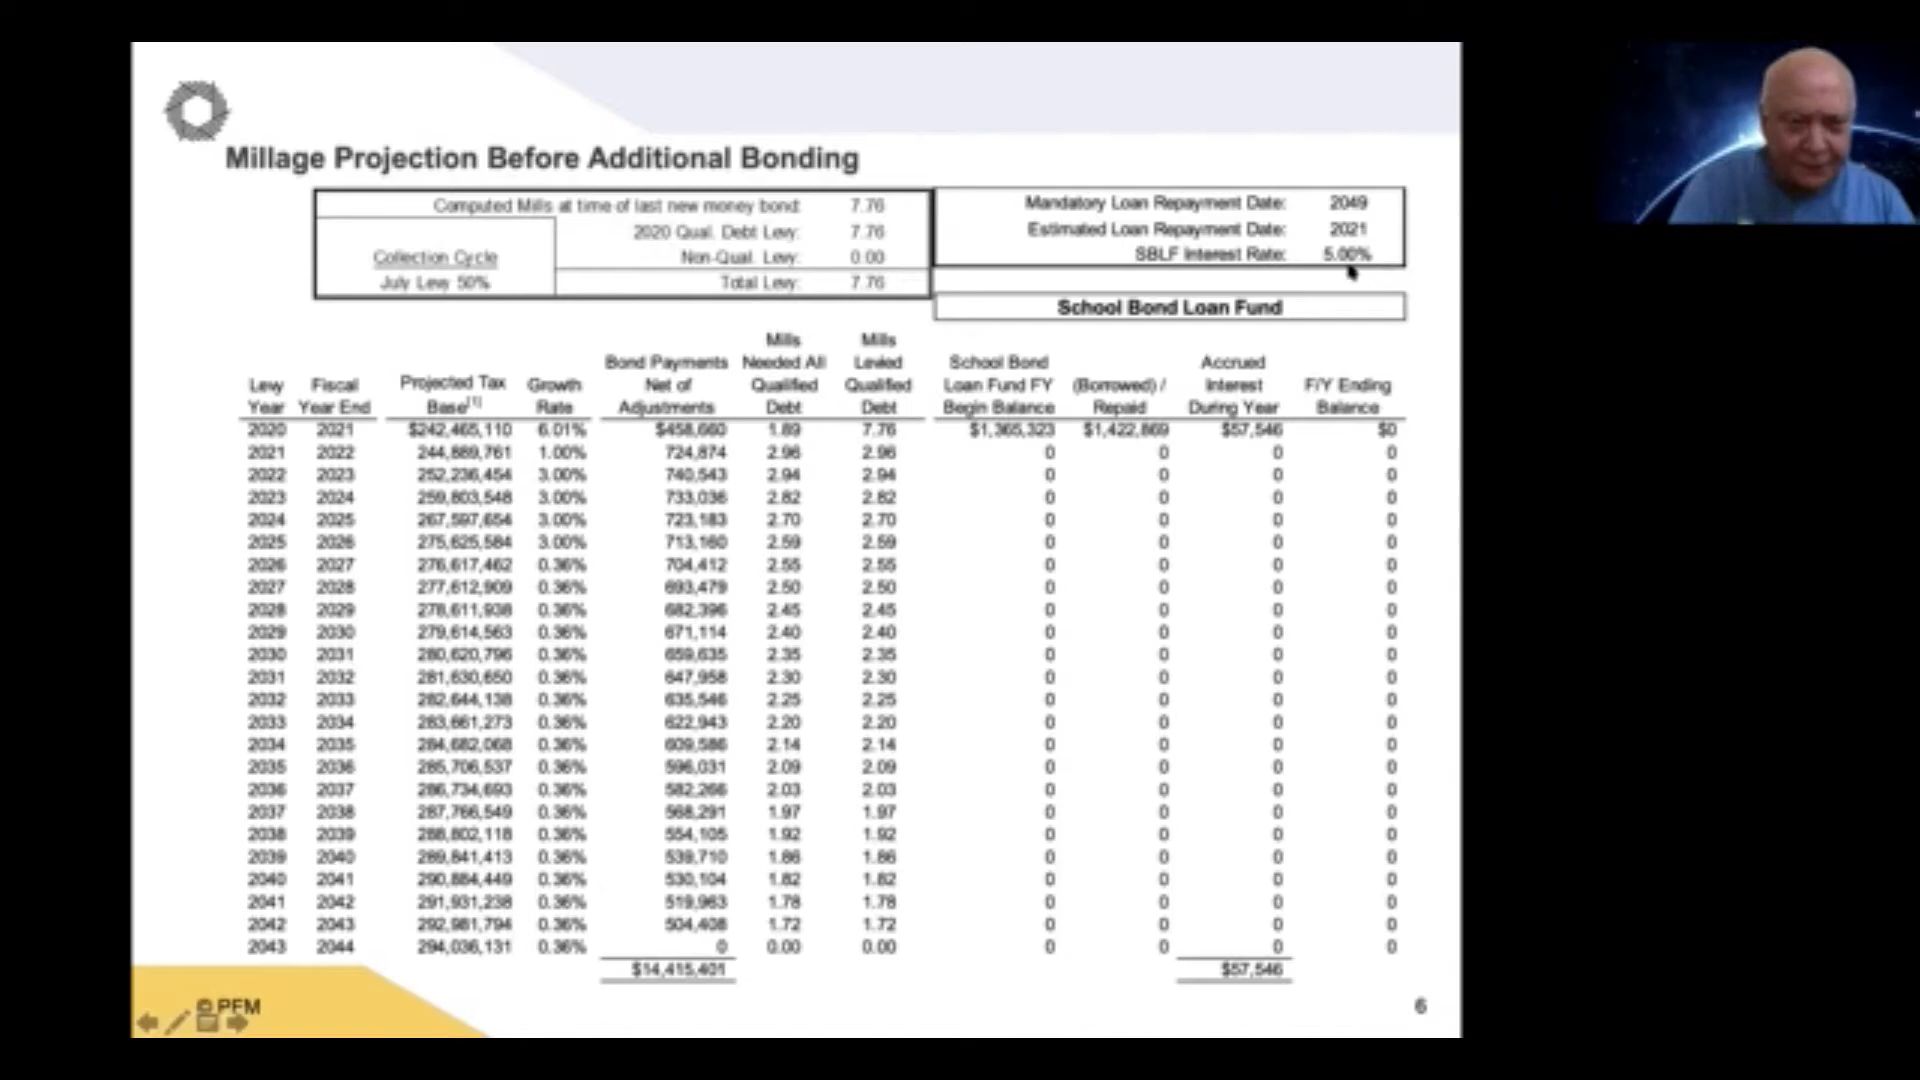 Millage Projection Before Additional Bonding
Computed Mills at time of last new money bond: 7.76
2020 Qual. Debt Levy: 7.76
Collection Cycle Non-Qual. Levy: 0.00
July Levy 50% Total Levy: 7.76
Mandatory Loan Repayment Date: 2049
Estimated Loan Repayment Date: 2021
SBLF Interest Rate: 5.00%
School Bond Loan Fund
Mills Mills
Bond Payments Needed All Levied School Bond Accrued
Levy Fiscal Projected Tax Growth Net of Qualified Qualified Loan Fund FY (Borrowed) / Interest F/Y Ending
Year Year End Base[1] Rate Adjustments Debt Debt Begin Balance Repaid During Year Balance
2020 2021 $242,465,110 6.01% $458,660 1.89 7.76 $1,365,323 $1,422,869 $57,546 $0
2021 2022 244,889,761 1.00% 724,874 2.96 2.96 0 0 0 0
2022 2023 252,236,454 3.00% 740,543 2.94 2.94 0 0 0 0
2023 2024 259,803,548 3.00% 733,036 2.82 2.82 0 0 0 0
2024 2025 267,597,654 3.00% 723,183 2.70 2.70 0 0 0 0
2025 2026 275,625,584 3.00% 713,160 2.59 2.59 0 0 0 0
2026 2027 276,617,462 0.36% 704,412 2.55 2.55 0 0 0 0
2027 2028 277,612,909 0.36% 693,479 2.50 2.50 0 0 0 0
2028 2029 278,611,938 0.36% 682,396 2.45 2.45 0 0 0 0
2029 2030 279,614,563 0.36% 671,114 2.40 2.40 0 0 0 0
2030 2031 280,620,796 0.36% 659,635 2.35 2.35 0 0 0 0
2031 2032 281,630,650 0.36% 647,958 2.30 2.30 0 0 0 0
2032 2033 282,644,138 0.36% 635,546 2.25 2.25 0 0 0 0
2033 2034 283,661,273 0.36% 622,943 2.20 2.20 0 0 0 0
2034 2035 284,682,068 0.36% 609,586 2.14 2.14 0 0 0 0
2035 2036 285,706,537 0.36% 596,031 2.09 2.09 0 0 0 0
2036 2037 286,734,693 0.36% 582,266 2.03 2.03 0 0 0 0
2037 2038 287,766,549 0.36% 568,291 1.97 1.97 0 0 0 0
2038 2039 288,802,118 0.36% 554,105 1.92 1.92 0 0 0 0
2039 2040 289,841,413 0.36% 539,710 1.86 1.86 0 0 0 0
2040 2041 290,884,449 0.36% 530,104 1.82 1.82 0 0 0 0
2041 2042 291,931,238 0.36% 519,963 1.78 1.78 0 0 0 0
2042 2043 292,981,794 0.36% 504,408 1.72 1.72 0 0 0 0
2043 2044 294,036,131 0.36% 0 0.00 0.00 0 0 0 0
$14,415,401 $57,546
© PFM
6